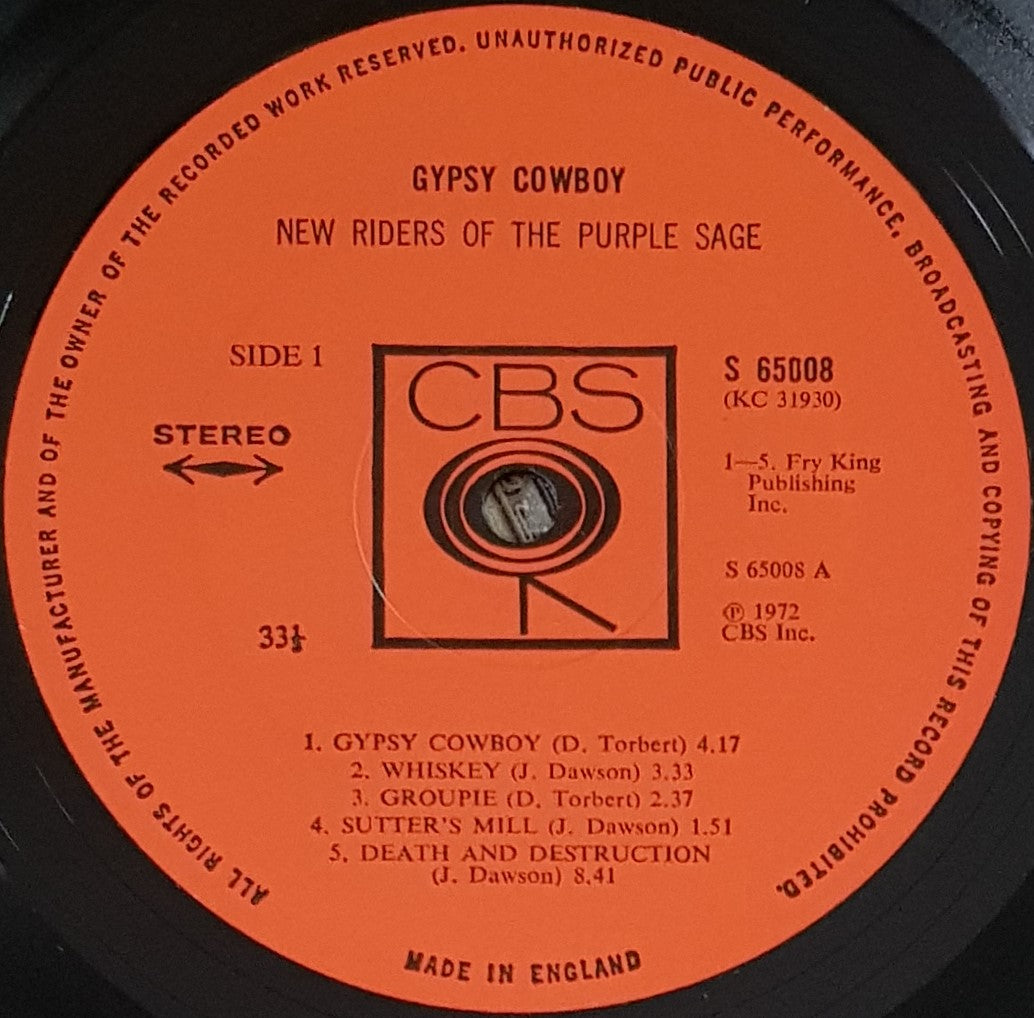 ALL RIGHTS OF THE MANUFACTURER AND OF THE OWNER OF THE RECORDED WORK RESERVED. UNAUTHORIZED PUBLIC PERFORMANCE, BROADCASTING AND COPYING OF THIS RECORD PROHIBITED.
GYPSY COWBOY
NEW RIDERS OF THE PURPLE SAGE
SIDE 1
STEREO
33⅓
CBS
S 65008
(KC 31930)
1—5. Fry King
Publishing
Inc.
S 65008 A
℗ 1972
CBS Inc.
1. GYPSY COWBOY (D. Torbert) 4.17
2. WHISKEY (J. Dawson) 3.33
3. GROUPIE (D. Torbert) 2.37
4. SUTTER'S MILL (J. Dawson) 1.51
5. DEATH AND DESTRUCTION
(J. Dawson) 8.41
MADE IN ENGLAND